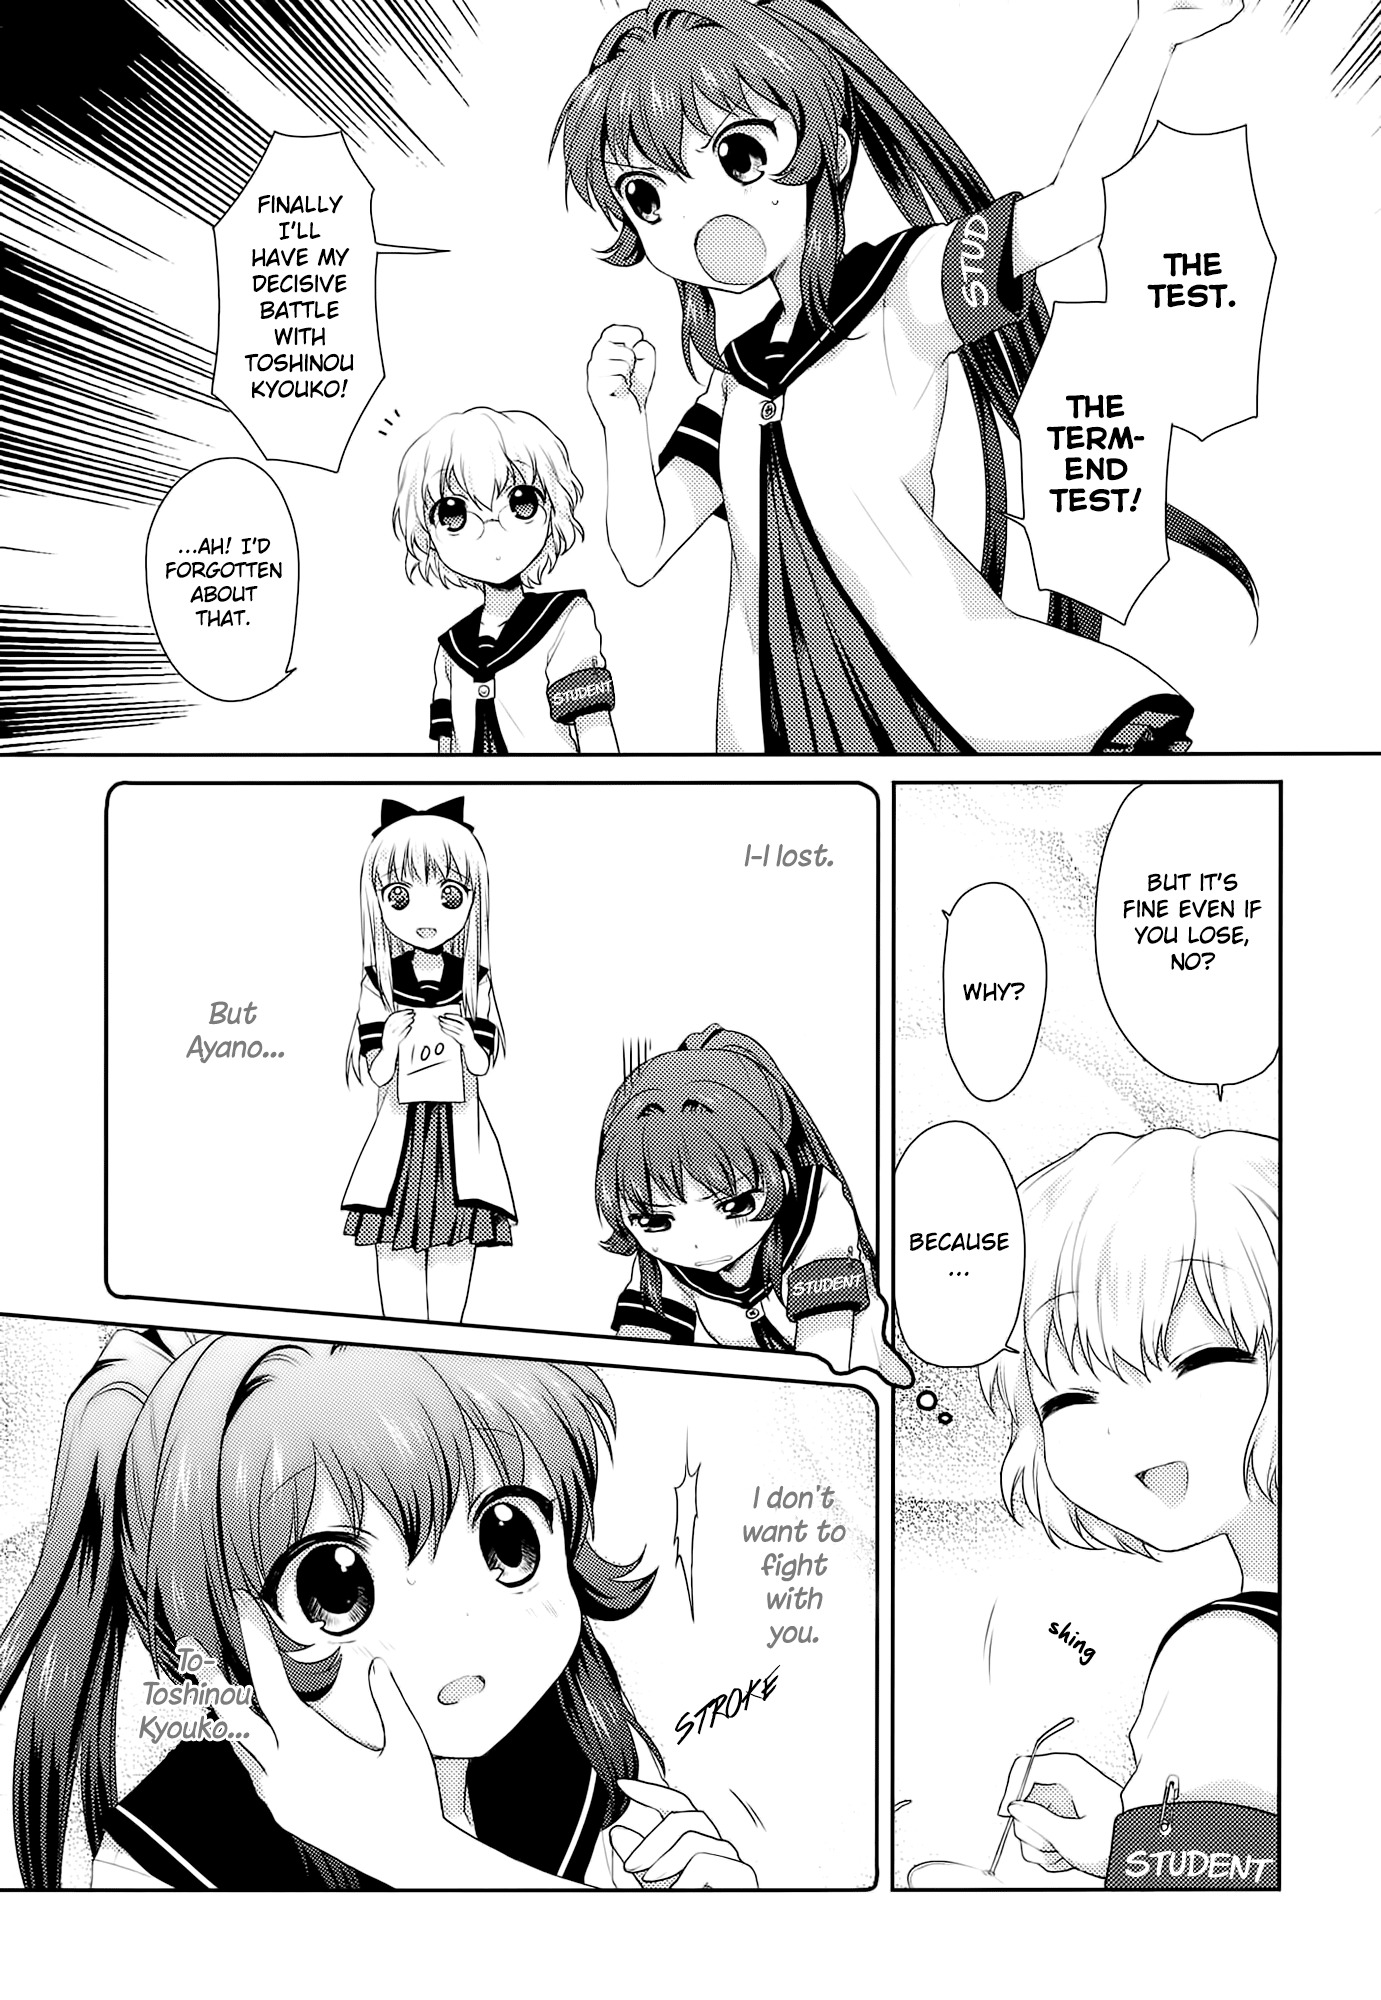 THE
TEST.
THE
TERM-
END
TEST!
STUD
FINALLY
I'LL
HAVE MY
DECISIVE
BATTLE
WITH
TOSHINOU
KYOUKO!
...AH! I'D
FORGOTTEN
ABOUT
THAT.
STUDENT
BUT IT'S
FINE EVEN IF
YOU LOSE,
NO?
WHY?
BECAUSE
...
shing
STUDENT
I-I lost.
But
Ayano...
100
STUDENT
I don't
want to
fight
with
you.
STROKE
To-
Toshinou
Kyouko...